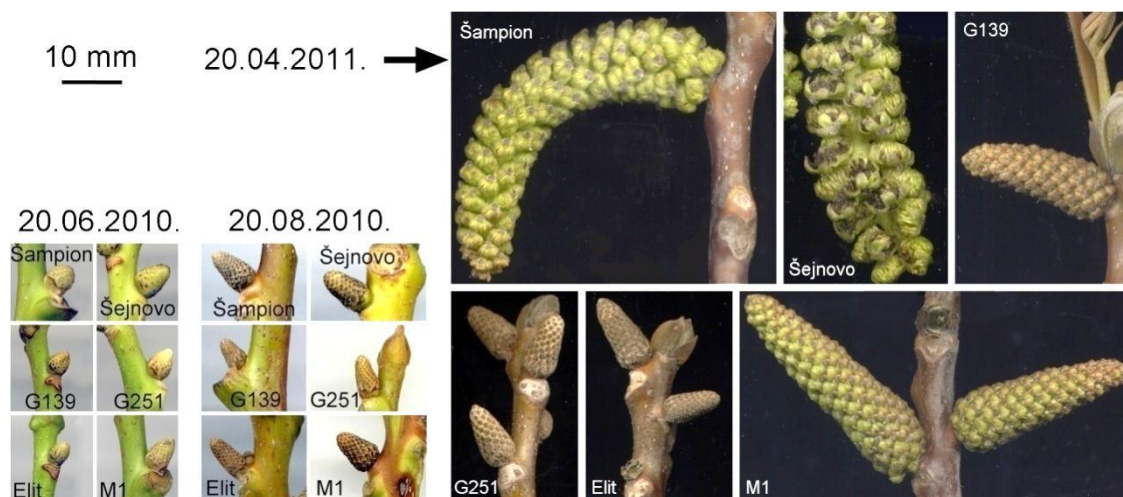 10 mm
20.04.2011.
Šampion
Šejnovo
G139
20.06.2010.
20.08.2010.
Šampion
Šejnovo
G139
G251
Elit
M1
Šampion
Šejnovo
G139
G251
Elit
M1
G251
Elit
M1